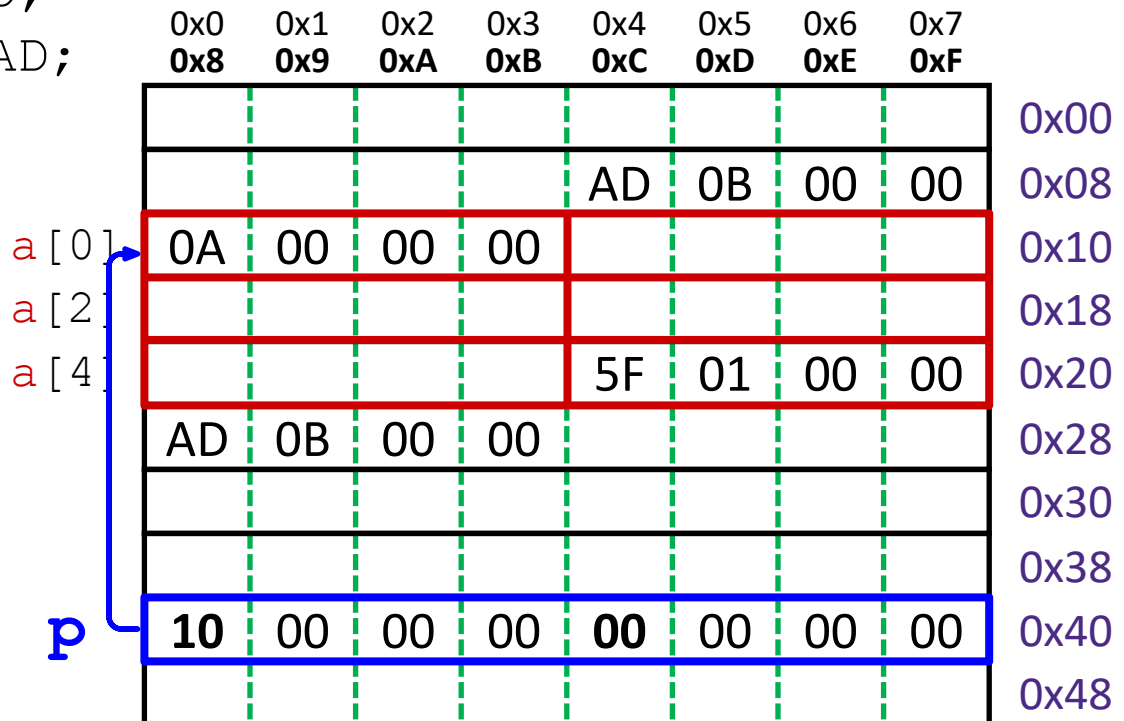 AD;
0x0 0x1 0x2 0x3 0x4 0x5 0x6 0x7
0x8 0x9 0xA 0xB 0xC 0xD 0xE 0xF
0x00
AD 0B 00 00 0x08
a[0] 0A 00 00 00 0x10
a[2] 0x18
a[4] 5F 01 00 00 0x20
AD 0B 00 00 0x28
0x30
0x38
p 10 00 00 00 00 00 00 00 0x40
0x48